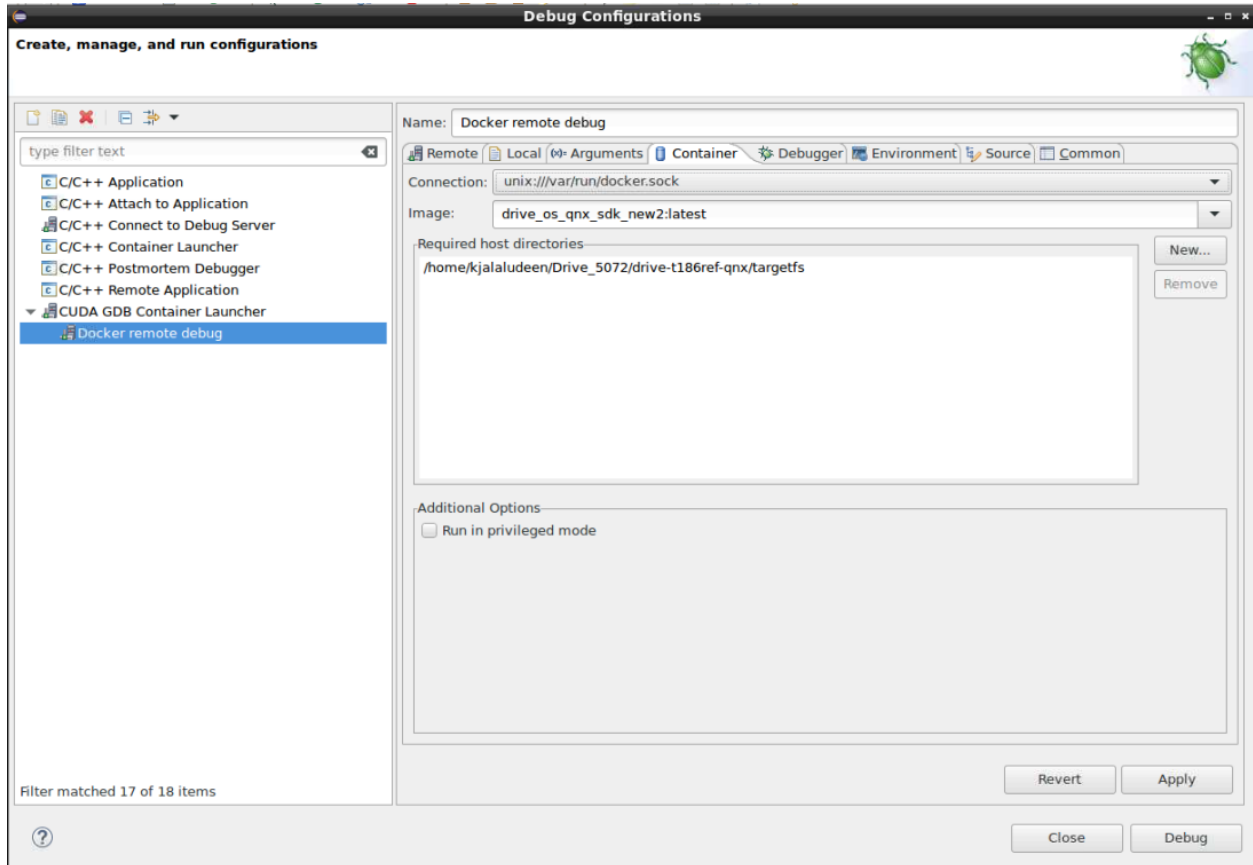 Debug Configurations
Create, manage, and run configurations
type filter text
C/C++ Application
C/C++ Attach to Application
C/C++ Connect to Debug Server
C/C++ Container Launcher
C/C++ Postmortem Debugger
C/C++ Remote Application
CUDA GDB Container Launcher
Docker remote debug
Filter matched 17 of 18 items
Name: Docker remote debug
Remote Local (x)= Arguments Container Debugger Environment Source Common
Connection: unix:///var/run/docker.sock
Image: drive_os_qnx_sdk_new2:latest
Required host directories
/home/kjalaludeen/Drive_5072/drive-t186ref-qnx/targetfs
New...
Remove
Additional Options
Run in privileged mode
Revert Apply
Close Debug